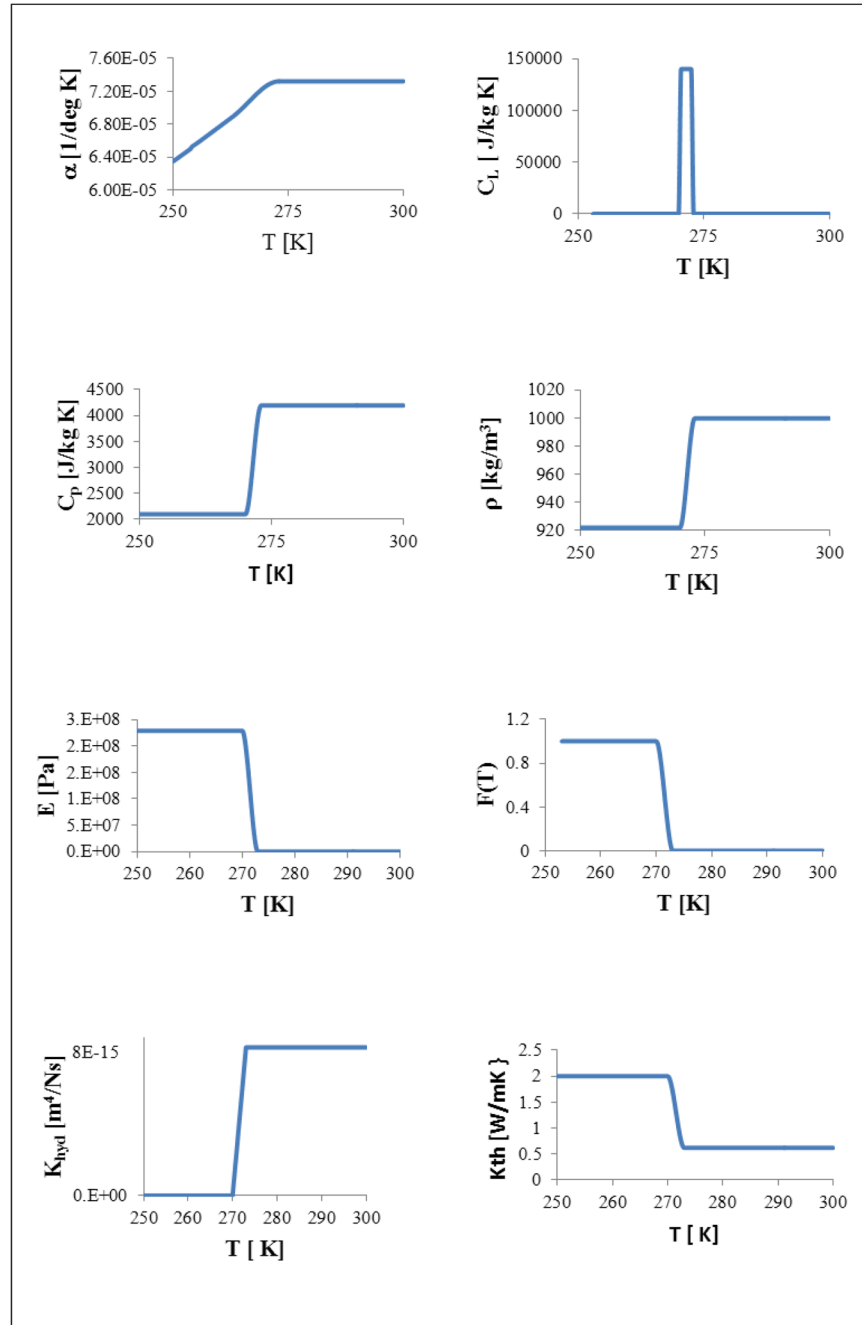 α [1/deg K]
7.60E-05
7.20E-05
6.80E-05
6.40E-05
6.00E-05
250 275 300
T [K]
C_L [ J/kg K]
150000
100000
50000
0
250 275 300
T [K]
C_p [J/kg K]
4500
4000
3500
3000
2500
2000
250 275 300
T [K]
ρ [kg/m³]
1020
1000
980
960
940
920
250 275 300
T [K]
E [Pa]
3.E+08
2.E+08
2.E+08
1.E+08
5.E+07
0.E+00
250 260 270 280 290 300
T [K]
F(T)
1.2
0.8
0.4
0
250 260 270 280 290 300
T [K]
K_hyd [m⁴/Ns]
8E-15
0.E+00
250 260 270 280 290 300
T [ K]
Kth [W/mK }
2.5
2
1.5
1
0.5
0
250 260 270 280 290 300
T [ K]